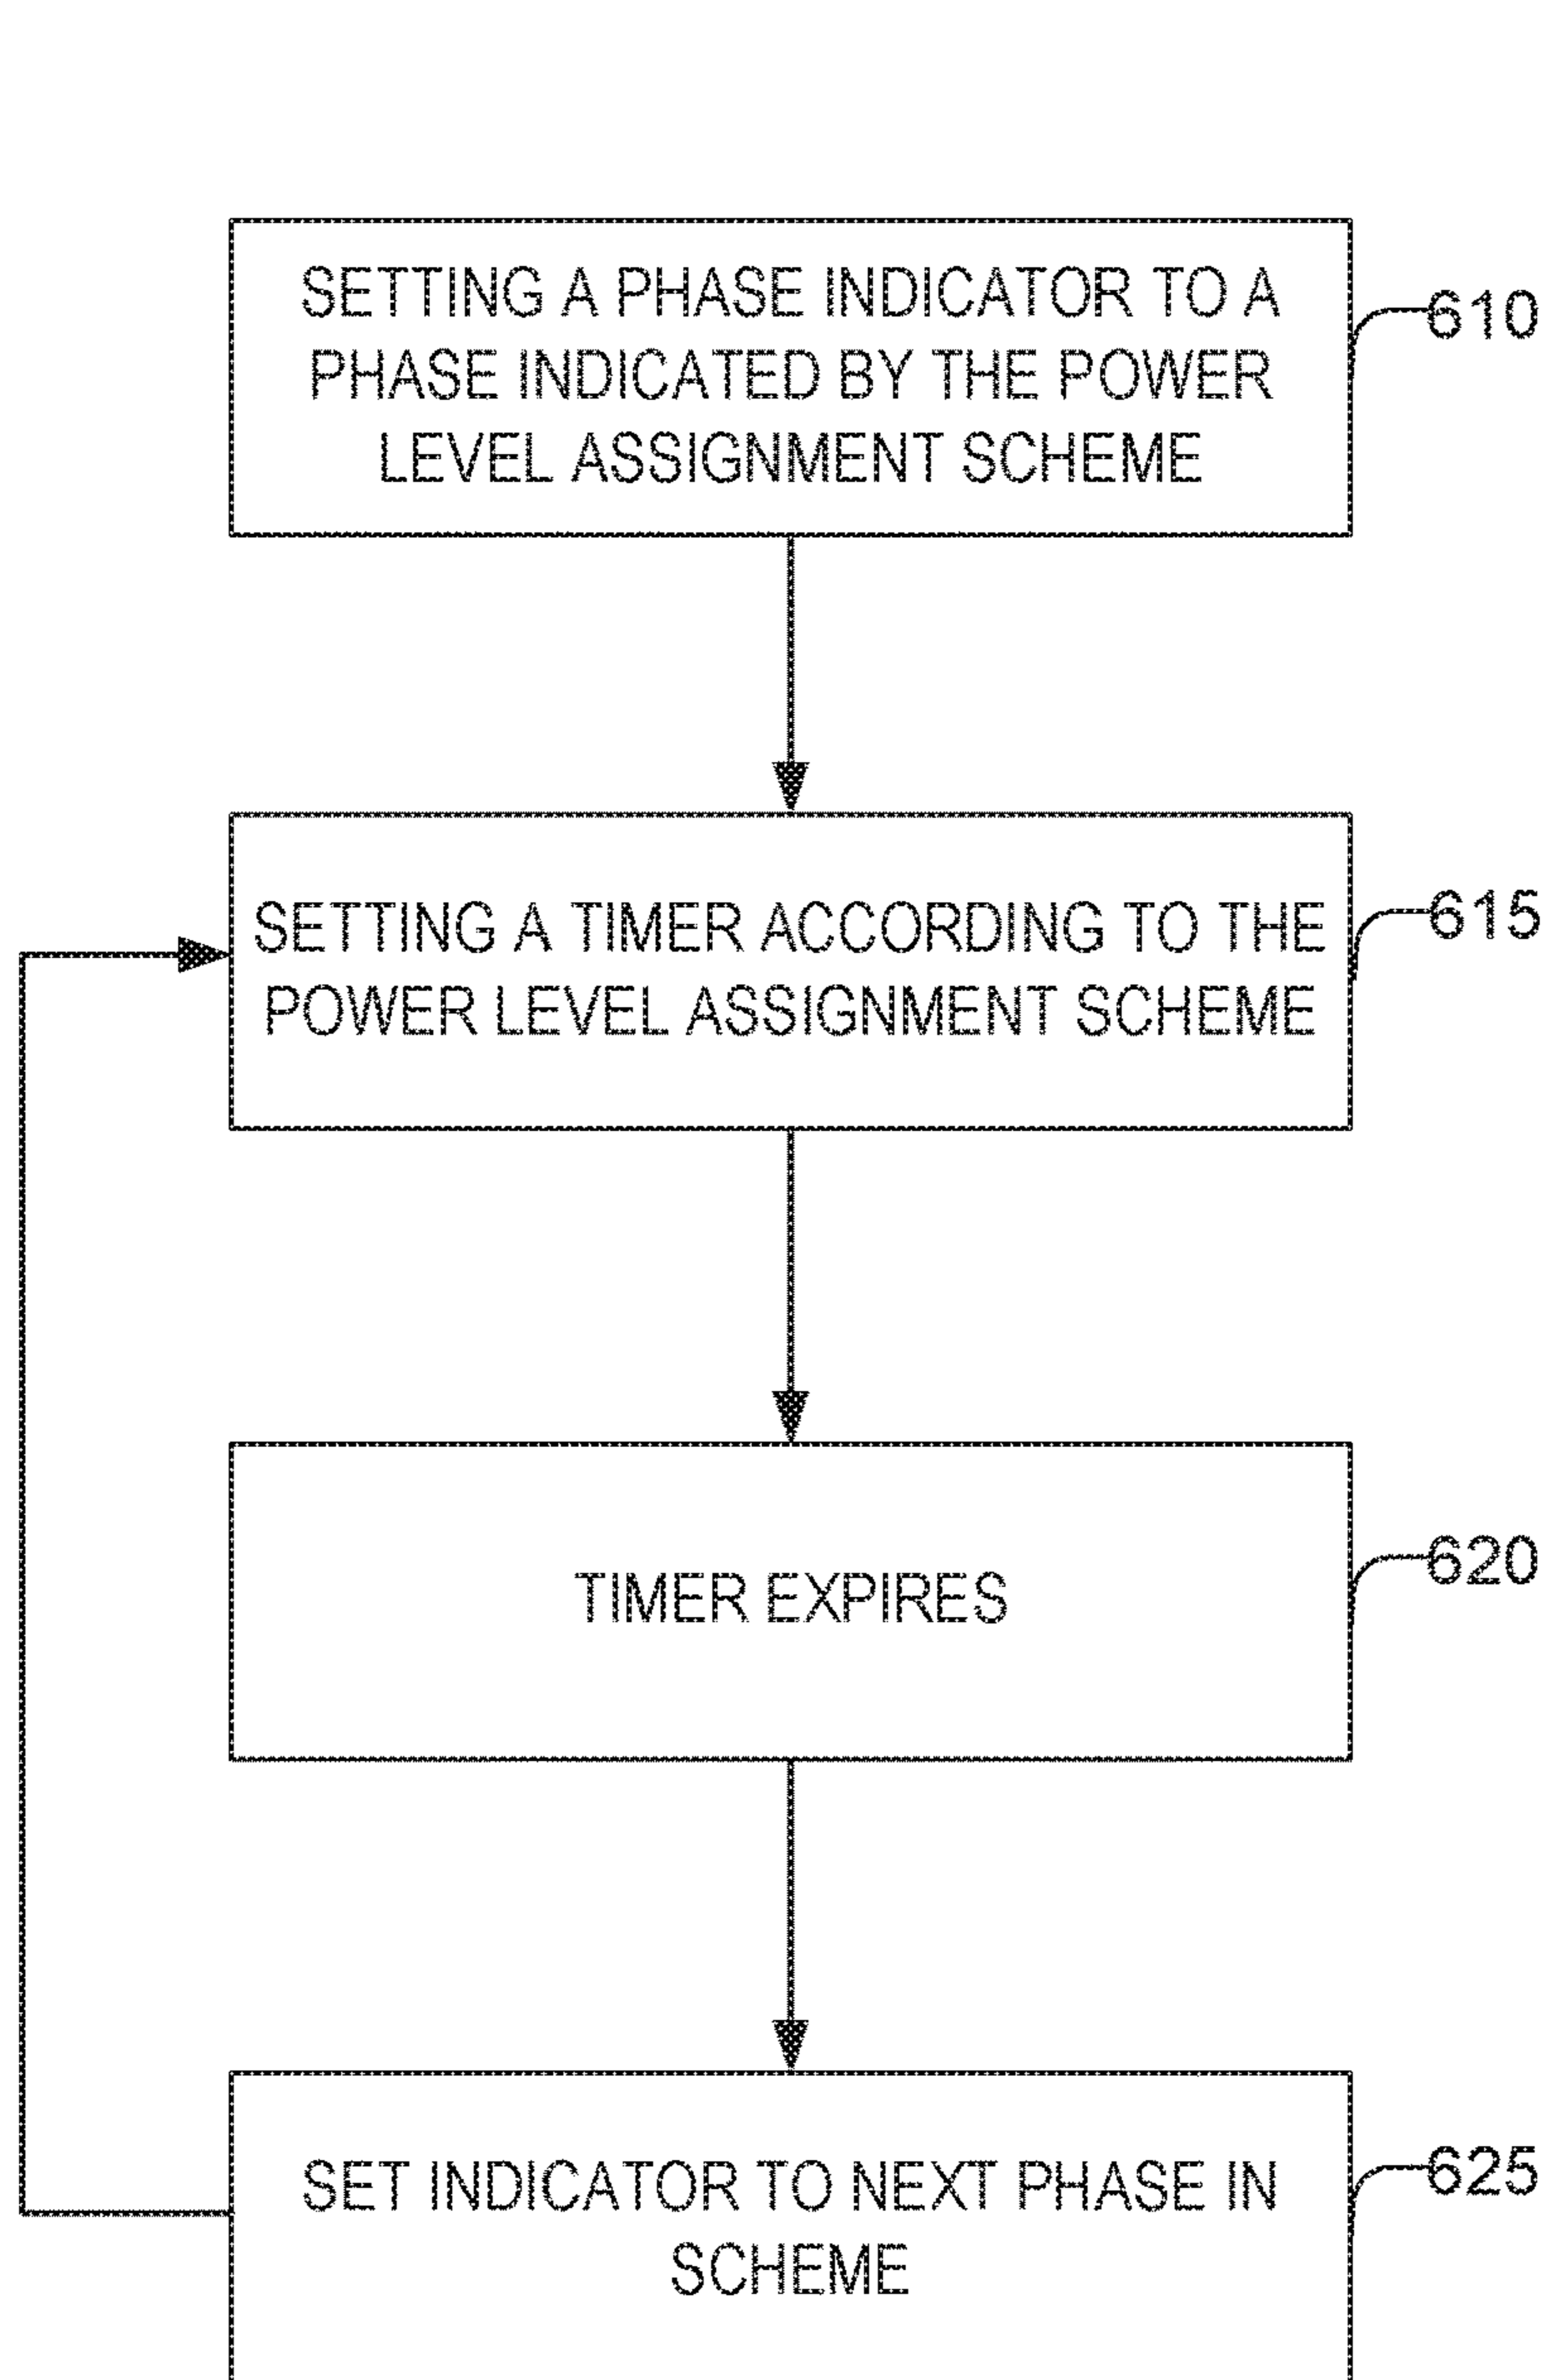 SETTING A PHASE INDICATOR TO A
PHASE INDICATED BY THE POWER
LEVEL ASSIGNMENT SCHEME
610
SETTING A TIMER ACCORDING TO THE
POWER LEVEL ASSIGNMENT SCHEME
615
TIMER EXPIRES
620
SET INDICATOR TO NEXT PHASE IN
SCHEME
625